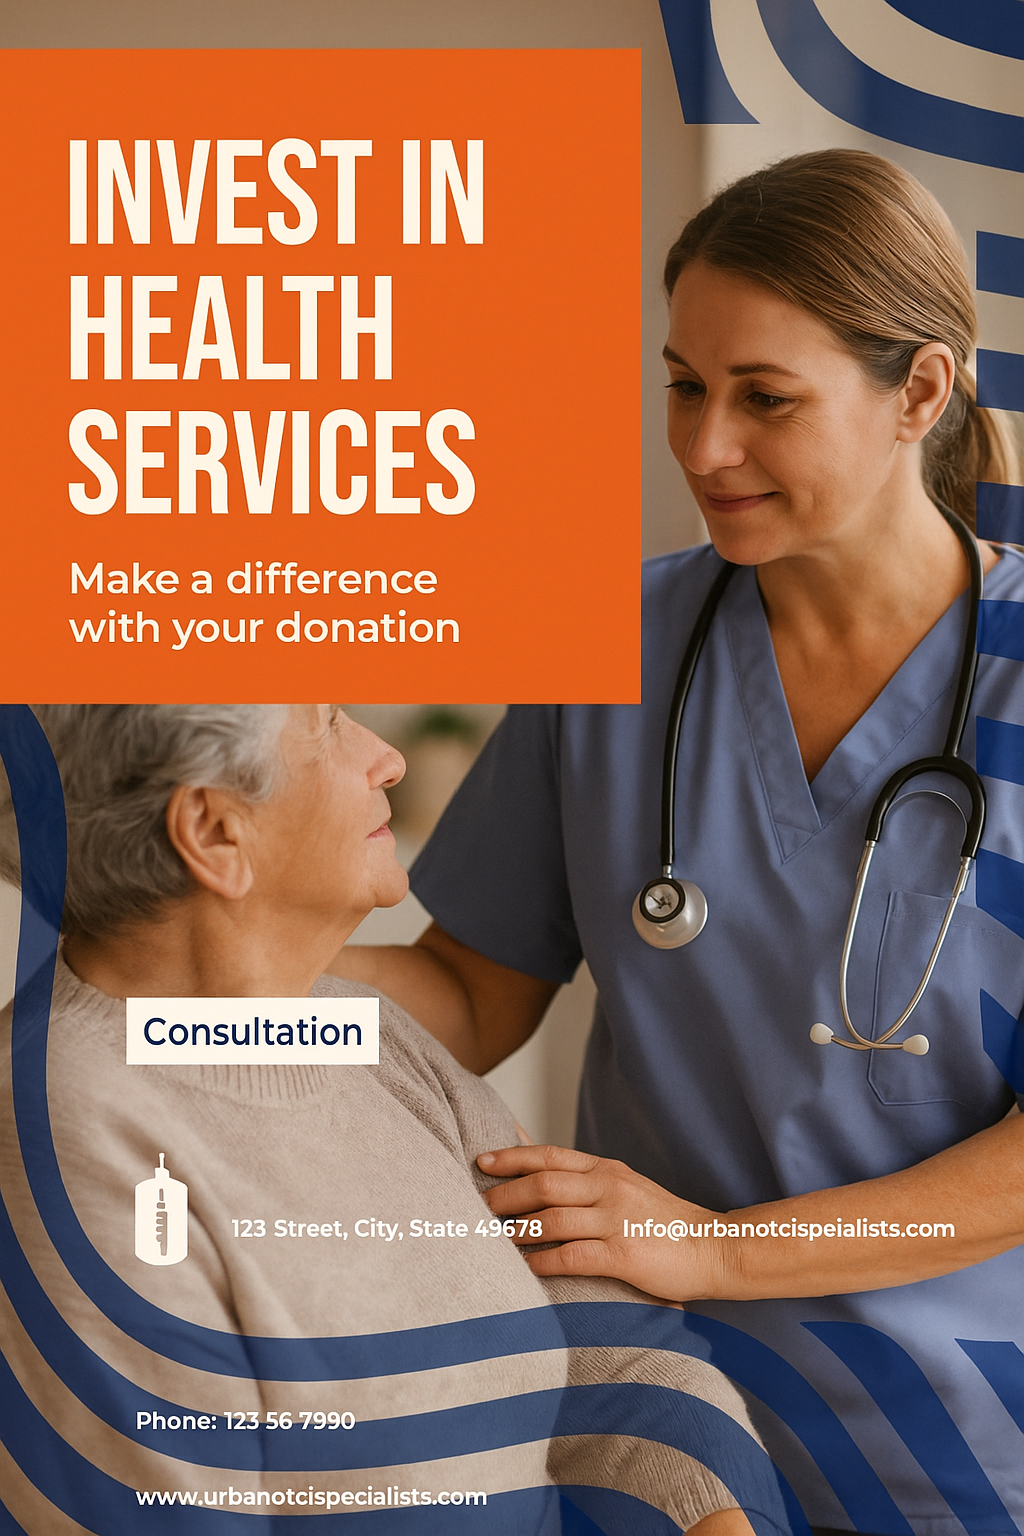 INVEST IN
HEALTH
SERVICES
Make a difference
with your donation
Consultation
123 Street, City, State 49678
Info@urbanotcispeialists.com
Phone: 123 56 7990
www.urbanotcispecialists.com